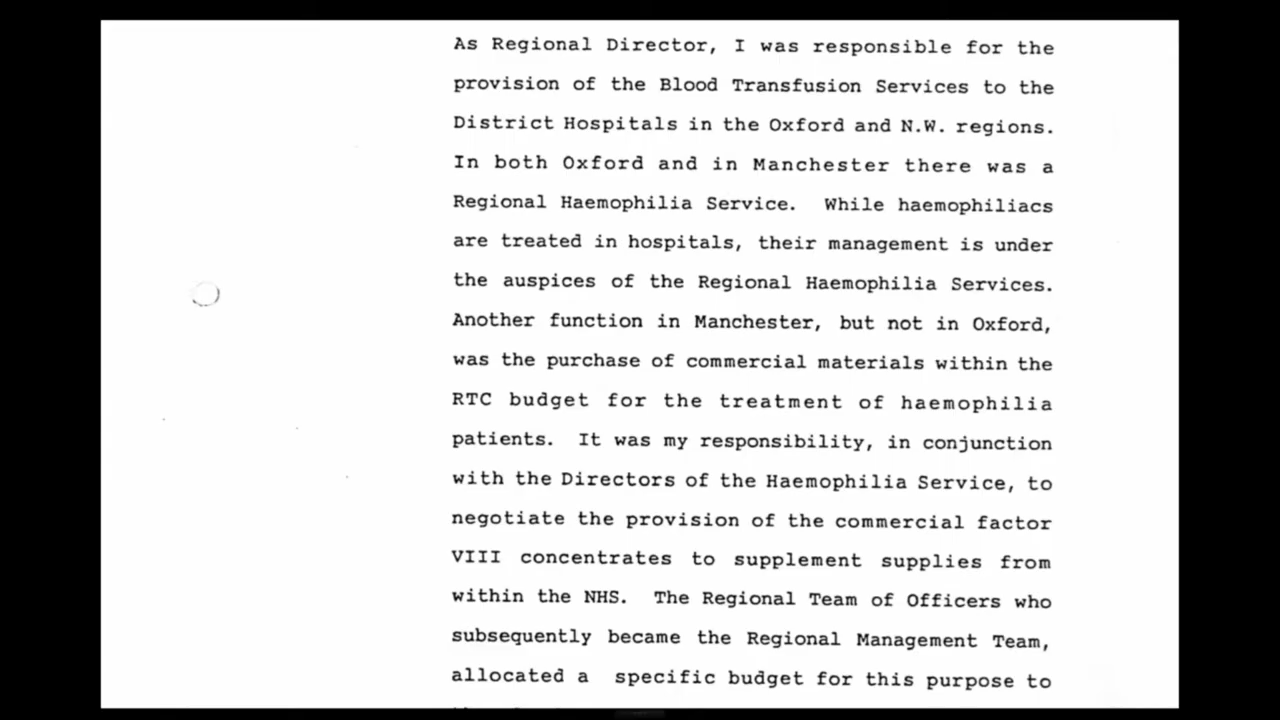 As Regional Director, I was responsible for the
provision of the Blood Transfusion Services to the
District Hospitals in the Oxford and N.W. regions.
In both Oxford and in Manchester there was a
Regional Haemophilia Service. While haemophiliacs
are treated in hospitals, their management is under
the auspices of the Regional Haemophilia Services.
Another function in Manchester, but not in Oxford,
was the purchase of commercial materials within the
RTC budget for the treatment of haemophilia
patients. It was my responsibility, in conjunction
with the Directors of the Haemophilia Service, to
negotiate the provision of the commercial factor
VIII concentrates to supplement supplies from
within the NHS. The Regional Team of Officers who
subsequently became the Regional Management Team,
allocated a specific budget for this purpose to